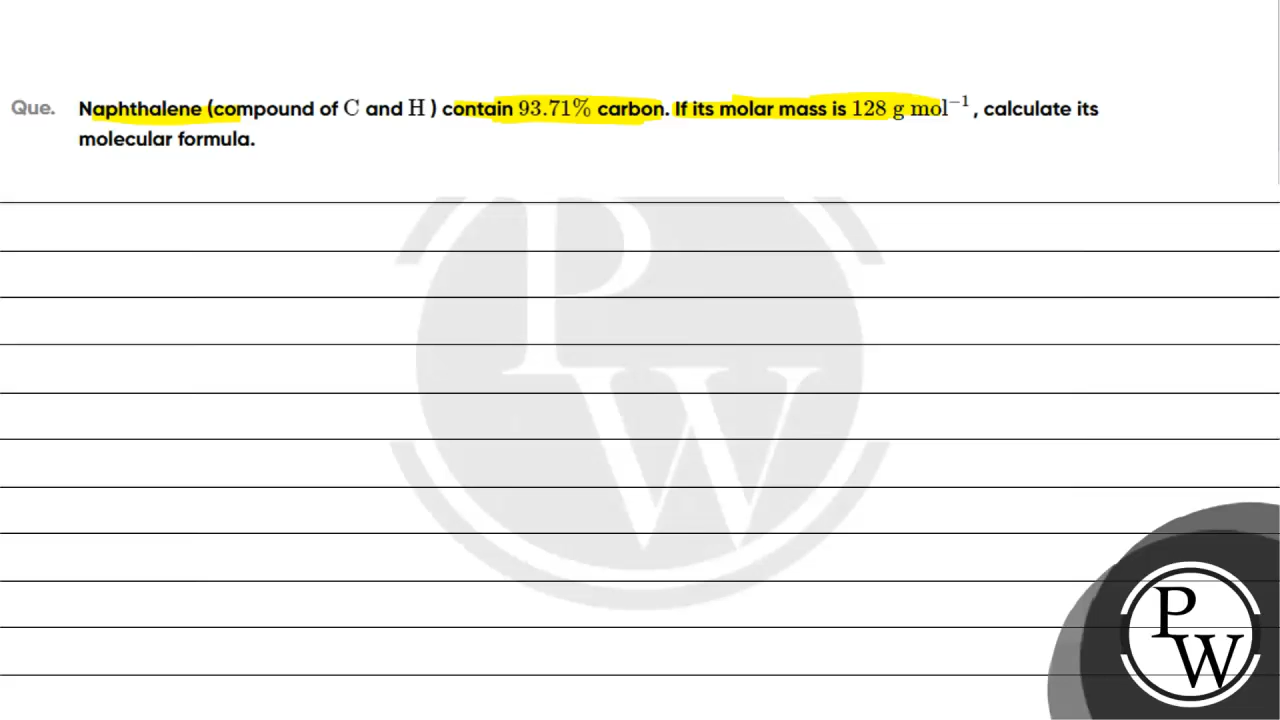 Que. Naphthalene (compound of C and H ) contain 93.71% carbon. If its molar mass is 128 g mol⁻¹ , calculate its
molecular formula.
P
W
P
W